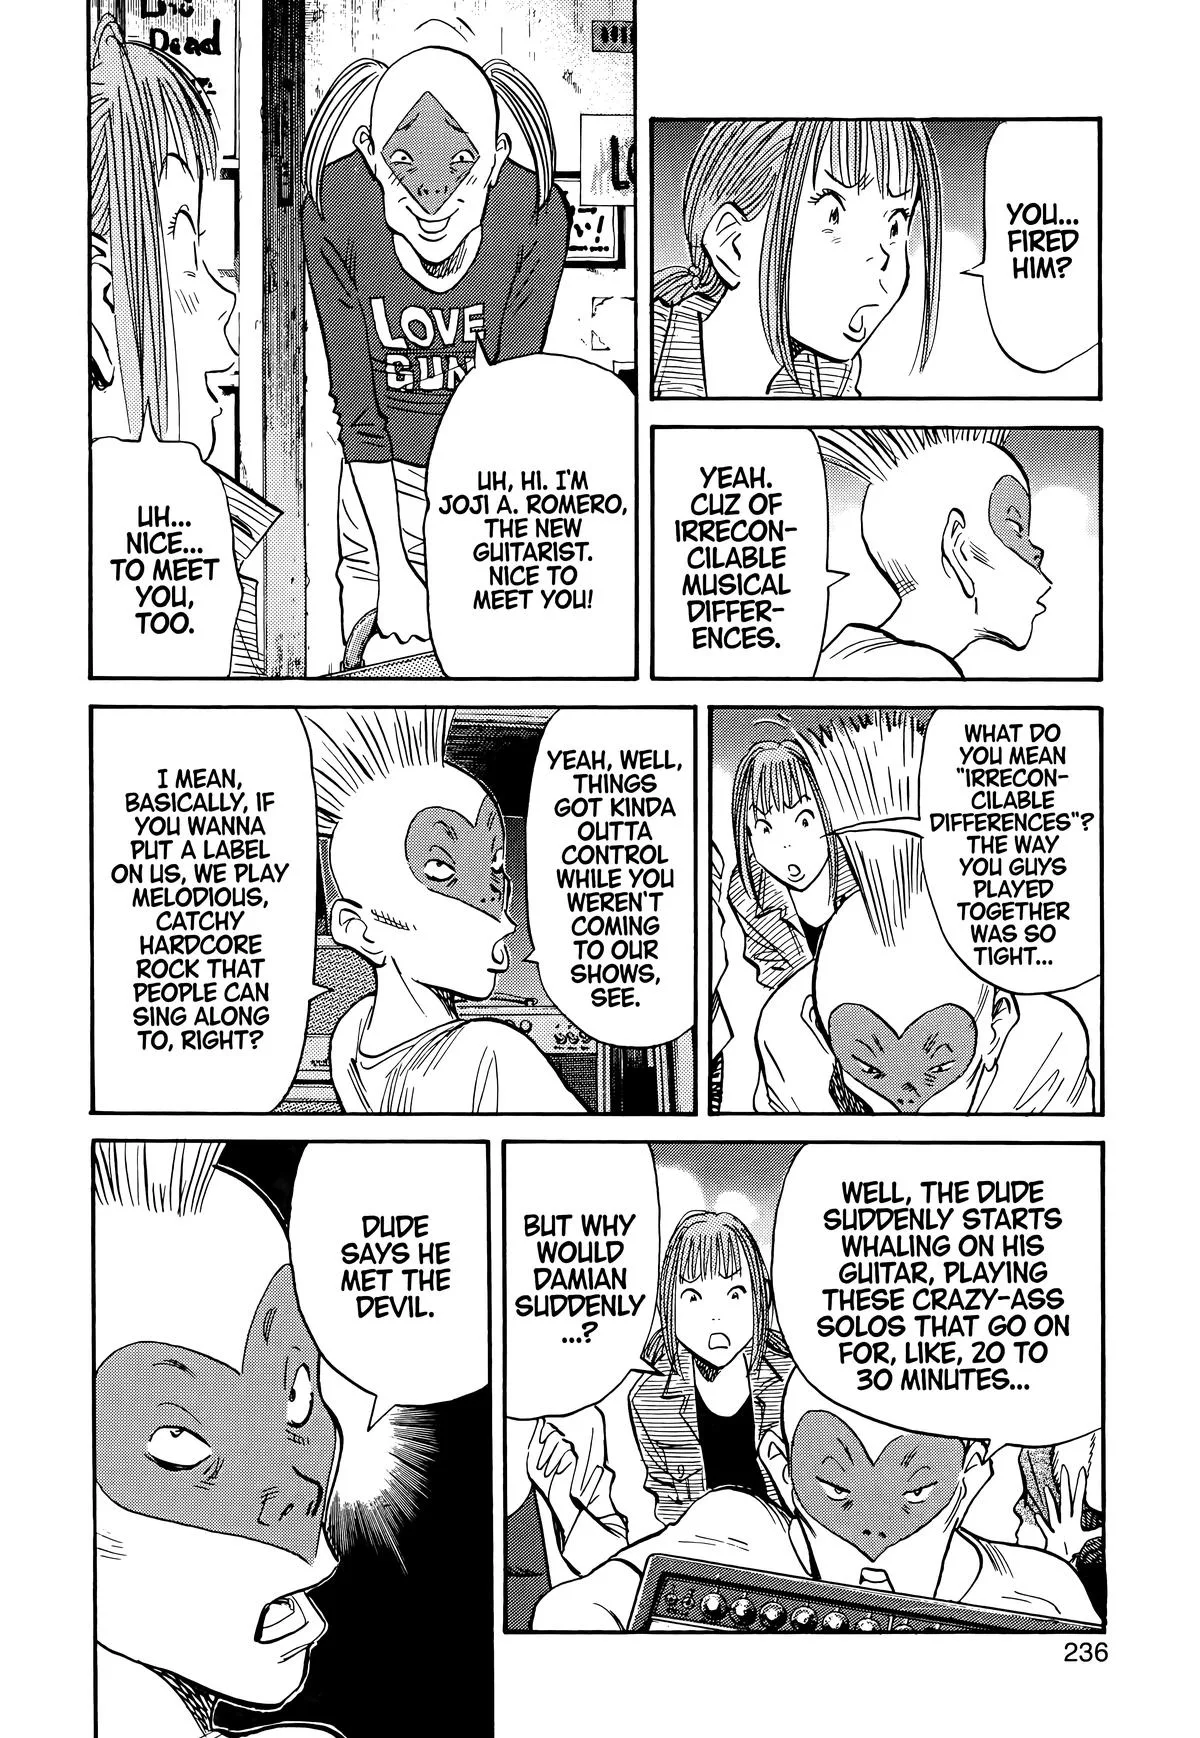 YOU...
FIRED
HIM?
YEAH.
CUZ OF
IRRECON-
CILABLE
MUSICAL
DIFFER-
ENCES.
Dead
LOVE
GUN
UH, HI. I'M
JOJI A. ROMERO,
THE NEW
GUITARIST.
NICE TO
MEET YOU!
UH...
NICE...
TO MEET
YOU,
TOO.
WHAT DO
YOU MEAN
"IRRECON-
CILABLE
DIFFERENCES"?
THE WAY
YOU GUYS
PLAYED
TOGETHER
WAS SO
TIGHT...
YEAH, WELL,
THINGS
GOT KINDA
OUTTA
CONTROL
WHILE YOU
WEREN'T
COMING
TO OUR
SHOWS,
SEE.
I MEAN,
BASICALLY, IF
YOU WANNA
PUT A LABEL
ON US, WE PLAY
MELODIOUS,
CATCHY
HARDCORE
ROCK THAT
PEOPLE CAN
SING ALONG
TO, RIGHT?
WELL, THE DUDE
SUDDENLY STARTS
WHALING ON HIS
GUITAR, PLAYING
THESE CRAZY-ASS
SOLOS THAT GO ON
FOR, LIKE, 20 TO
30 MINUTES...
BUT WHY
WOULD
DAMIAN
SUDDENLY
...?
DUDE
SAYS HE
MET THE
DEVIL.
236